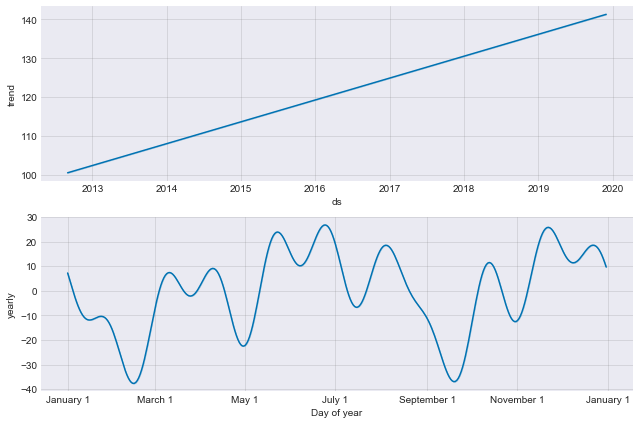 140
130
120
110
100
trend
2013 2014 2015 2016 2017 2018 2019 2020
ds
30
20
10
0
−10
−20
−30
−40
yearly
January 1 March 1 May 1 July 1 September 1 November 1 January 1
Day of year